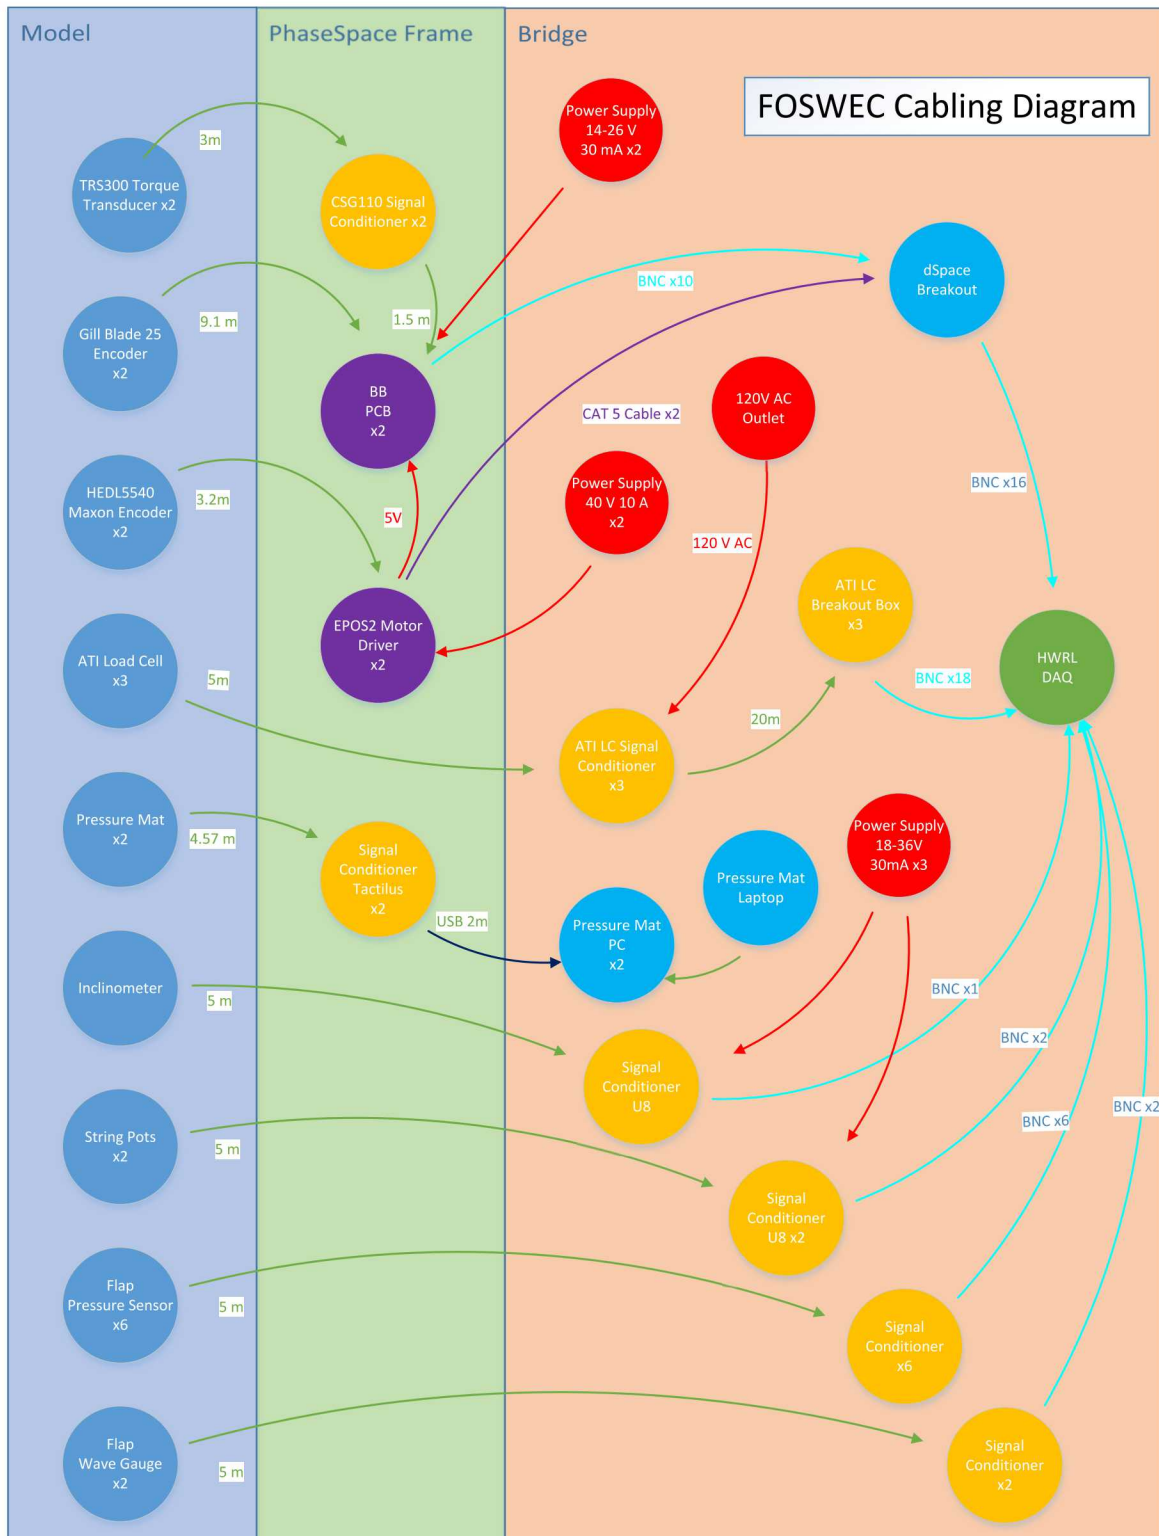 Model
PhaseSpace Frame
Bridge
FOSWEC Cabling Diagram
Power Supply
14-26 V
30 mA x2
3m
TRS300 Torque
Transducer x2
CSG110 Signal
Conditioner x2
dSpace
Breakout
BNC x10
9.1 m
1.5 m
Gill Blade 25
Encoder
x2
BB
PCB
x2
CAT 5 Cable x2
120V AC
Outlet
HEDL5540
Maxon Encoder
x2
3.2m
5V
Power Supply
40 V 10 A
x2
BNC x16
120 V AC
ATI LC
Breakout Box
x3
EPOS2 Motor
Driver
x2
ATI Load Cell
x3
5m
BNC x18
HWRL
DAQ
20m
ATI LC Signal
Conditioner
x3
Pressure Mat
x2
4.57 m
Signal
Conditioner
Tactilus
x2
Power Supply
18-36V
30mA x3
Pressure Mat
Laptop
USB 2m
Pressure Mat
PC
x2
Inclinometer
5 m
BNC x1
Signal
Conditioner
U8
BNC x2
String Pots
x2
5 m
BNC x6
BNC x2
Signal
Conditioner
U8 x2
Flap
Pressure Sensor
x6
5 m
Signal
Conditioner
x6
Flap
Wave Gauge
x2
5 m
Signal
Conditioner
x2